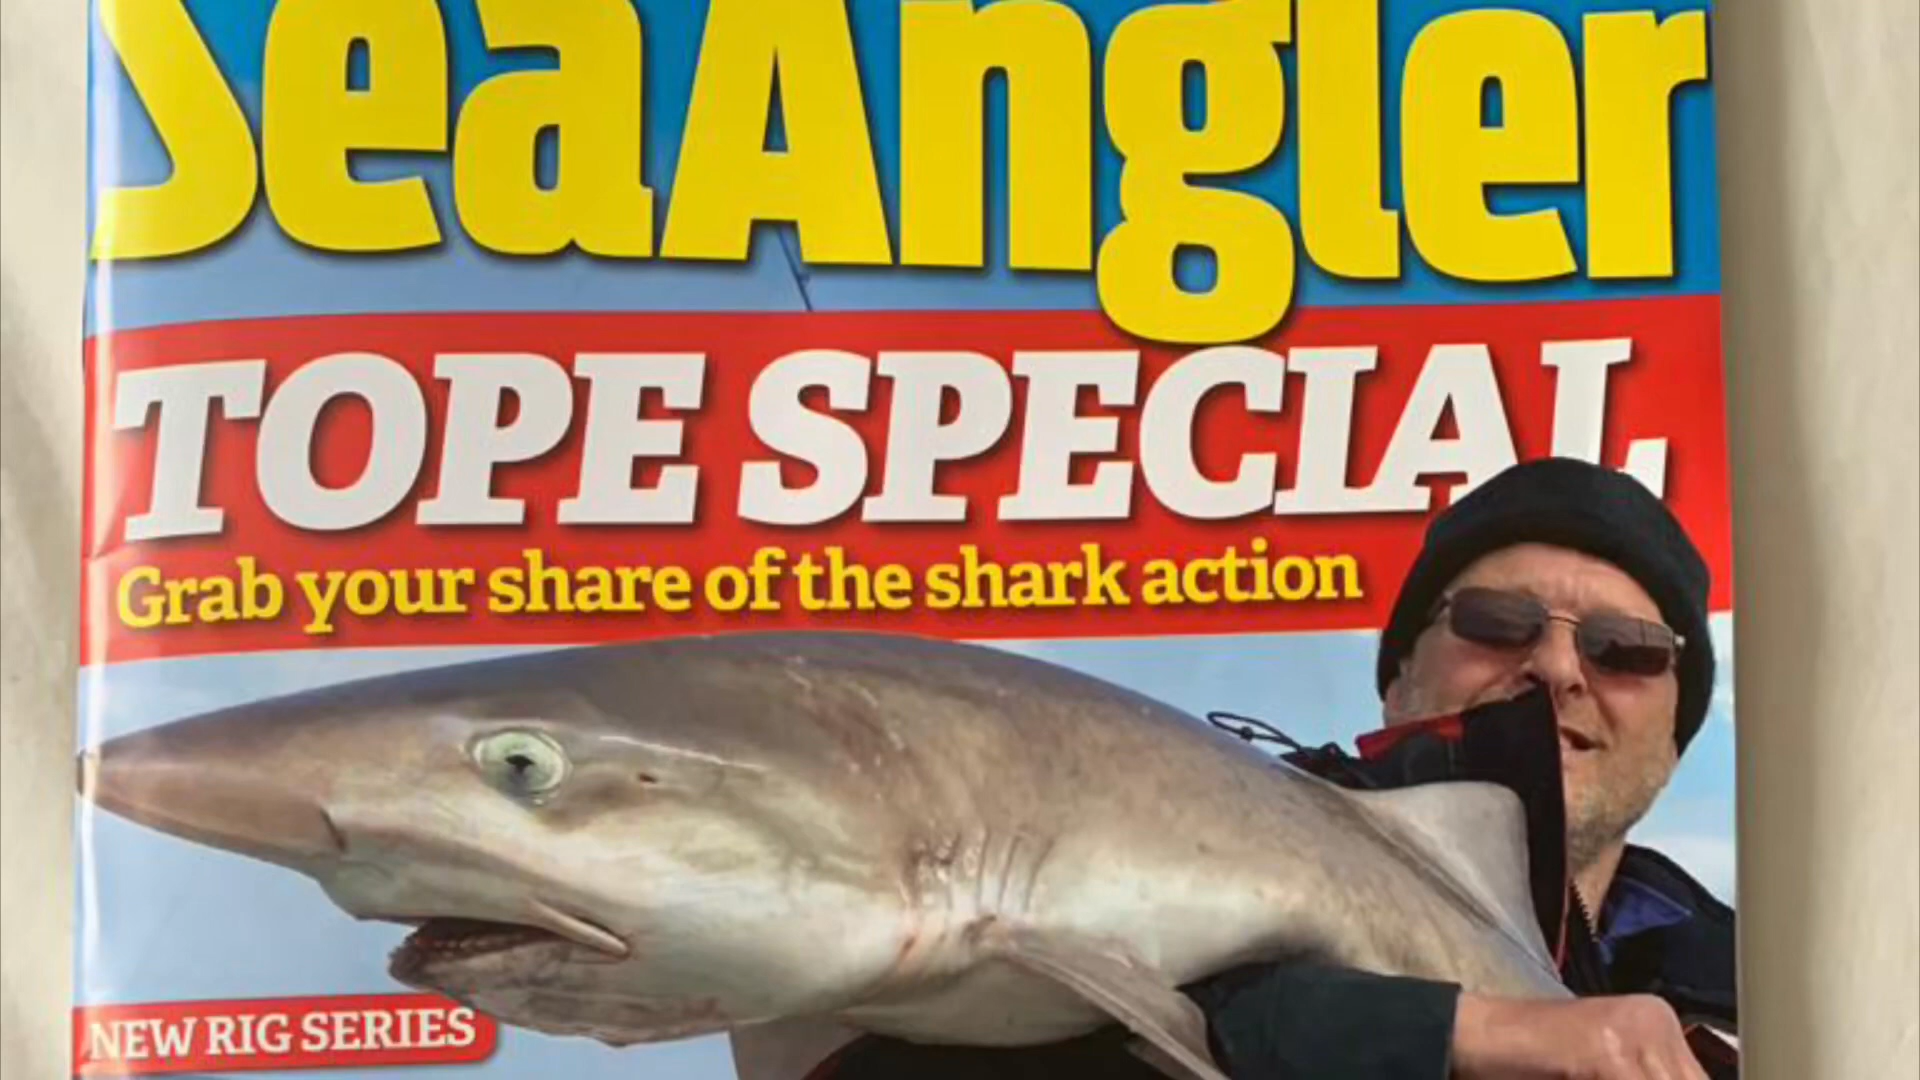 SeaAngler
TOPE SPECIAL
Grab your share of the shark action
NEW RIG SERIES